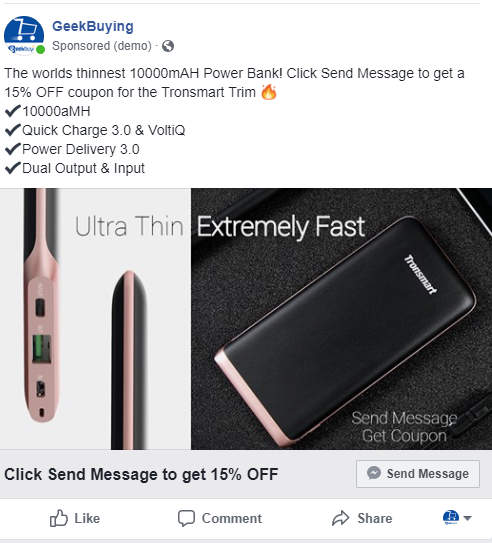 GeekBuying
Sponsored (demo) ·
The worlds thinnest 10000mAH Power Bank! Click Send Message to get a
15% OFF coupon for the Tronsmart Trim 🔥
✔10000aMH
✔Quick Charge 3.0 & VoltiQ
✔Power Delivery 3.0
✔Dual Output & Input
Ultra Thin Extremely Fast
Tronsmart
Send Message
Get Coupon
Click Send Message to get 15% OFF
Send Message
Like Comment Share